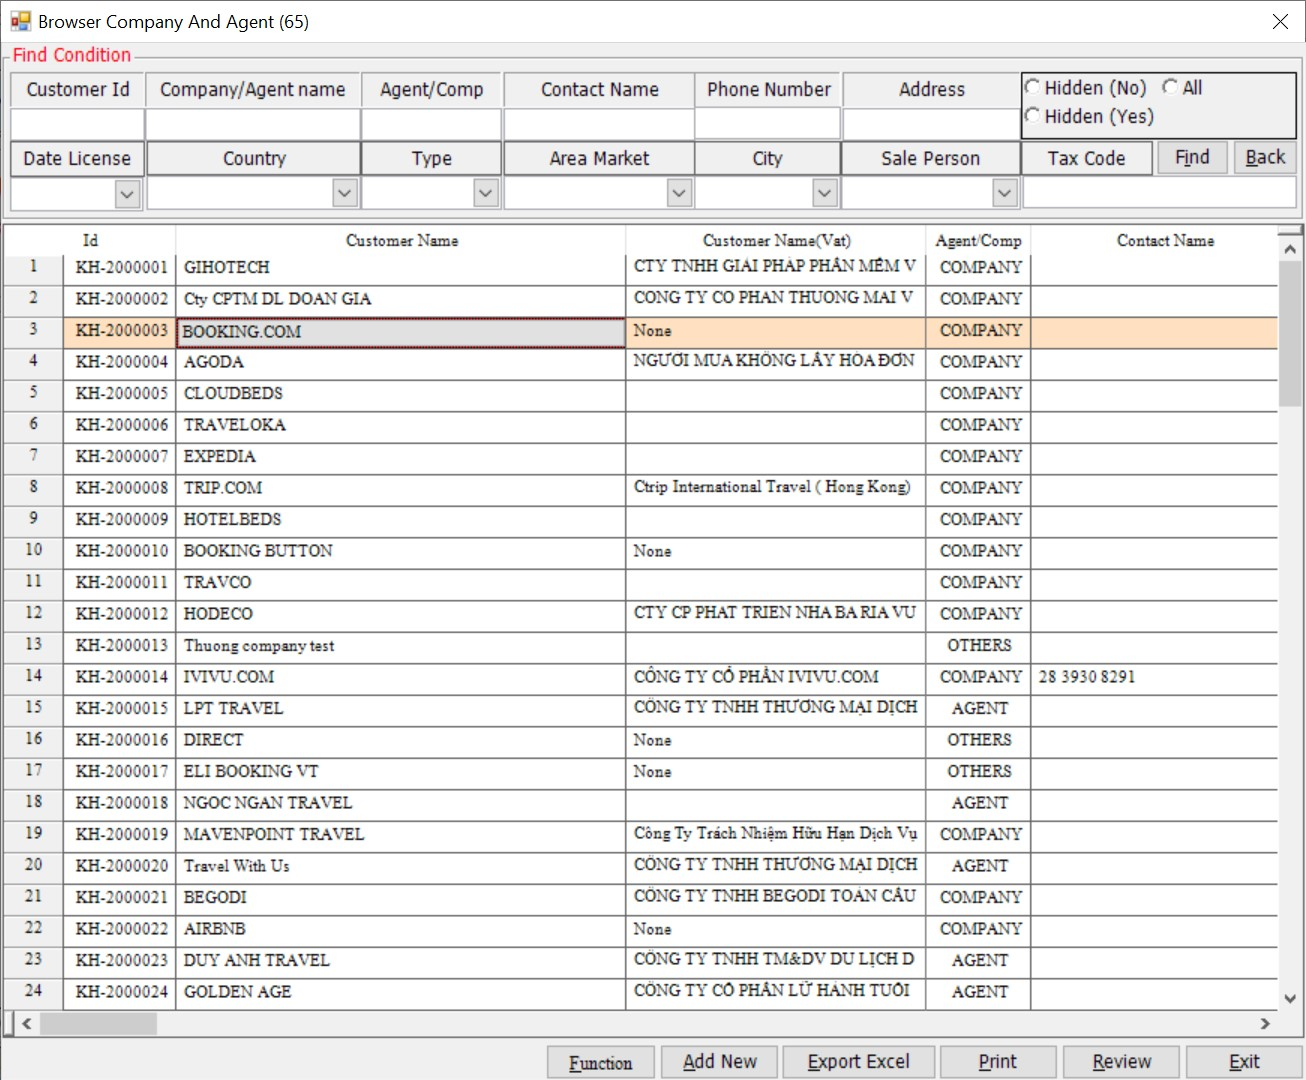 Browser Company And Agent (65)
Find Condition
Customer Id Company/Agent name Agent/Comp Contact Name Phone Number Address Hidden (No) All
Hidden (Yes)
Date License Country Type Area Market City Sale Person Tax Code Find Back
Id Customer Name Customer Name(Vat) Agent/Comp Contact Name
1 KH-2000001 GIHOTECH CTY TNHH GIẢI PHÁP PHẦN MỀM V COMPANY
2 KH-2000002 Cty CPTM DL DOAN GIA CONG TY CO PHAN THUONG MAI V COMPANY
3 KH-2000003 BOOKING.COM None COMPANY
4 KH-2000004 AGODA NGƯỜI MUA KHÔNG LẤY HÓA ĐƠN COMPANY
5 KH-2000005 CLOUDBEDS COMPANY
6 KH-2000006 TRAVELOKA COMPANY
7 KH-2000007 EXPEDIA COMPANY
8 KH-2000008 TRIP.COM Ctrip International Travel ( Hong Kong) COMPANY
9 KH-2000009 HOTELBEDS COMPANY
10 KH-2000010 BOOKING BUTTON None COMPANY
11 KH-2000011 TRAVCO COMPANY
12 KH-2000012 HODECO CTY CP PHAT TRIEN NHA BA RIA VU COMPANY
13 KH-2000013 Thuong company test OTHERS
14 KH-2000014 IVIVU.COM CÔNG TY CỔ PHẦN IVIVU.COM COMPANY 28 3930 8291
15 KH-2000015 LPT TRAVEL CÔNG TY TNHH THƯƠNG MẠI DỊCH AGENT
16 KH-2000016 DIRECT None OTHERS
17 KH-2000017 ELI BOOKING VT None OTHERS
18 KH-2000018 NGOC NGAN TRAVEL AGENT
19 KH-2000019 MAVENPOINT TRAVEL Công Ty Trách Nhiệm Hữu Hạn Dịch Vụ COMPANY
20 KH-2000020 Travel With Us CÔNG TY TNHH THƯƠNG MẠI DỊCH AGENT
21 KH-2000021 BEGODI CÔNG TY TNHH BEGODI TOÀN CẦU COMPANY
22 KH-2000022 AIRBNB None COMPANY
23 KH-2000023 DUY ANH TRAVEL CÔNG TY TNHH TM&DV DU LỊCH D AGENT
24 KH-2000024 GOLDEN AGE CÔNG TY CỔ PHẦN LỮ HÀNH TUỔI AGENT
Function Add New Export Excel Print Review Exit